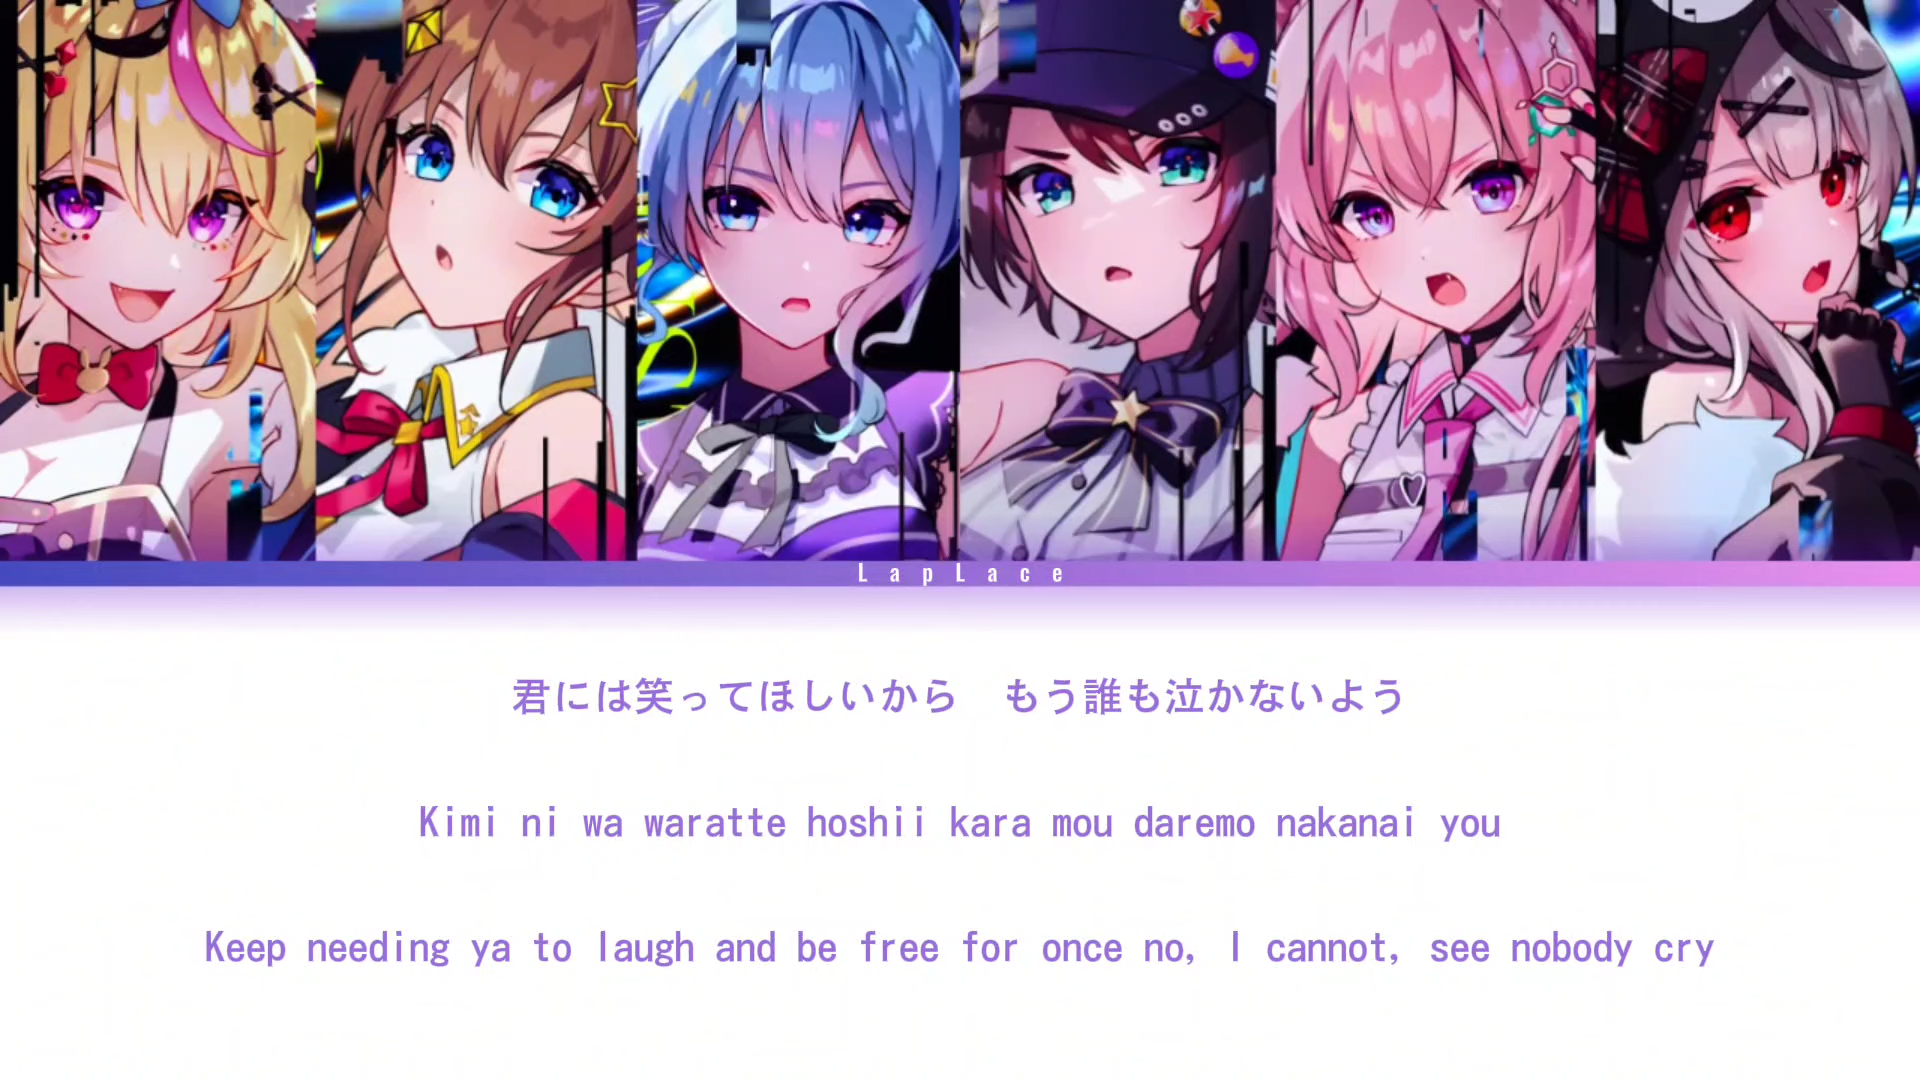 LapLace
君には笑ってほしいから　もう誰も泣かないよう
Kimi ni wa waratte hoshii kara mou daremo nakanai you
Keep needing ya to laugh and be free for once no, I cannot, see nobody cry